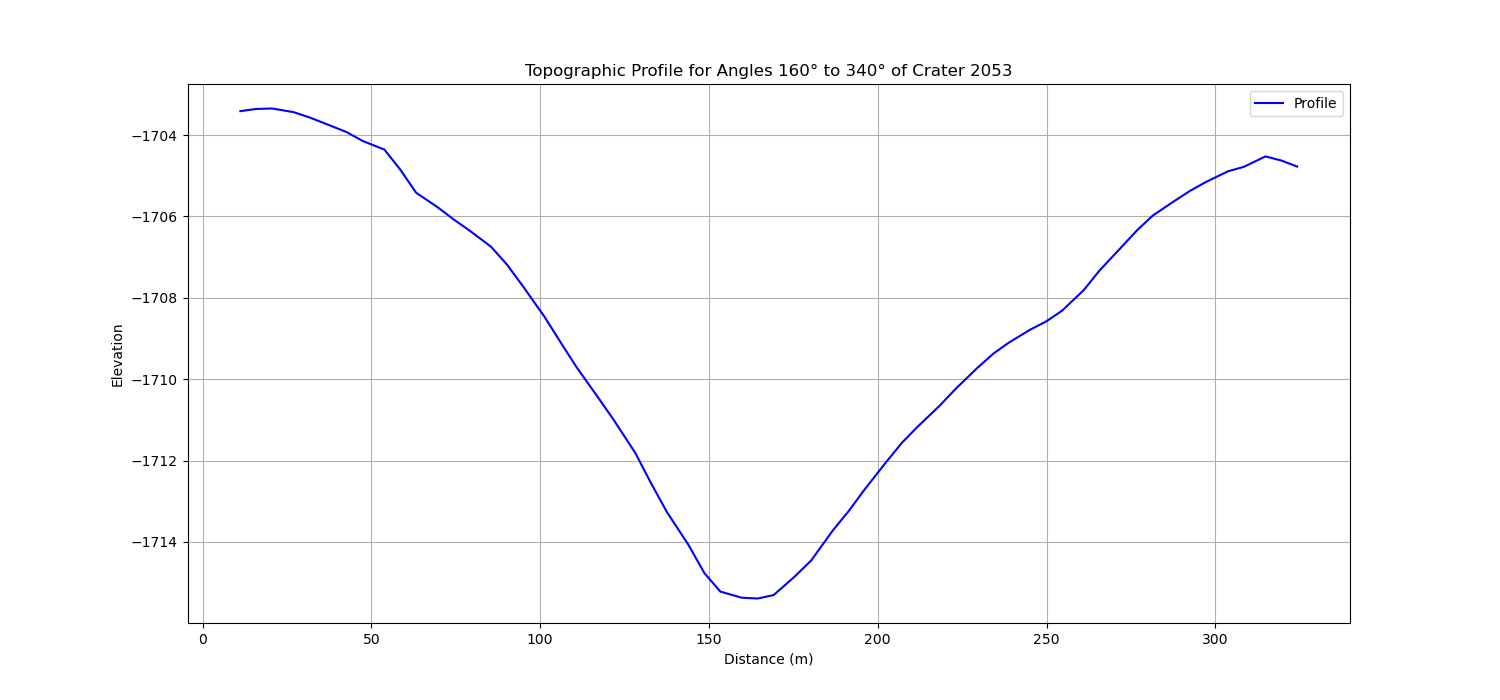 Topographic Profile for Angles 160° to 340° of Crater 2053
Profile
Elevation
−1704
−1706
−1708
−1710
−1712
−1714
0 50 100 150 200 250 300
Distance (m)